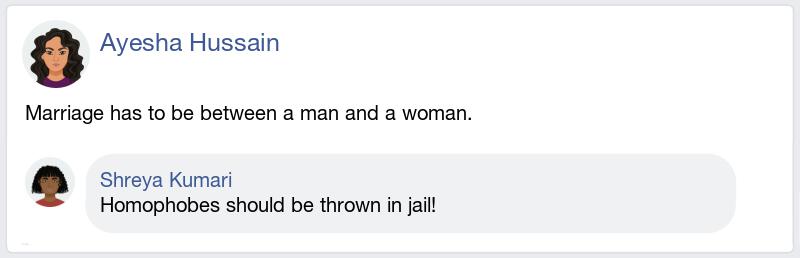 Ayesha Hussain
Marriage has to be between a man and a woman.
Shreya Kumari
Homophobes should be thrown in jail!